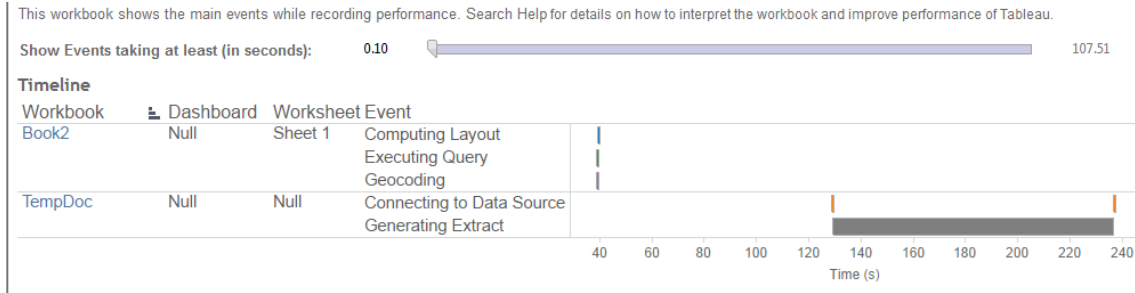 This workbook shows the main events while recording performance. Search Help for details on how to interpret the workbook and improve performance of Tableau.
Show Events taking at least (in seconds): 0.10 107.51
Timeline
Workbook Dashboard Worksheet Event
Book2 Null Sheet 1 Computing Layout
Executing Query
Geocoding
TempDoc Null Null Connecting to Data Source
Generating Extract
40 60 80 100 120 140 160 180 200 220 240
Time (s)